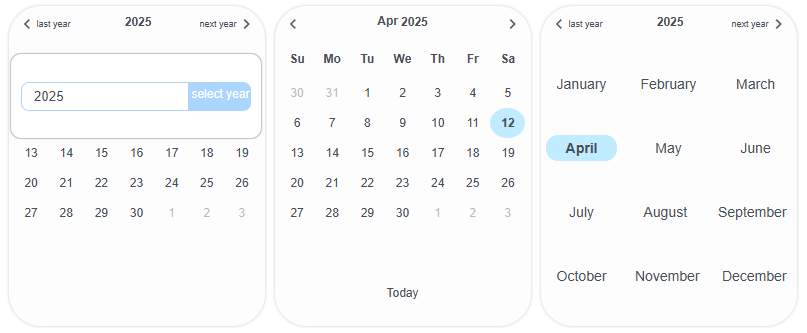 last year 2025 next year
2025 select year
13 14 15 16 17 18 19
20 21 22 23 24 25 26
27 28 29 30 1 2 3
Apr 2025
Su Mo Tu We Th Fr Sa
30 31 1 2 3 4 5
6 7 8 9 10 11 12
13 14 15 16 17 18 19
20 21 22 23 24 25 26
27 28 29 30 1 2 3
Today
last year 2025 next year
January February March
April May June
July August September
October November December